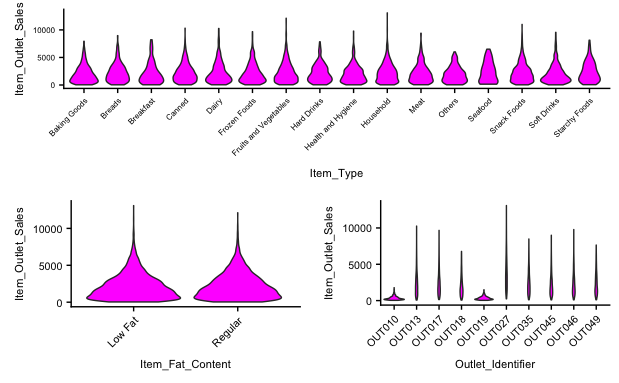 Item_Outlet_Sales
10000
5000
0
Baking Goods
Breads
Breakfast
Canned
Dairy
Frozen Foods
Fruits and Vegetables
Hard Drinks
Health and Hygiene
Household
Meat
Others
Seafood
Snack Foods
Soft Drinks
Starchy Foods
Item_Type
Item_Outlet_Sales
10000
5000
0
Low Fat
Regular
Item_Fat_Content
Item_Outlet_Sales
10000
5000
0
OUT010
OUT013
OUT017
OUT018
OUT019
OUT027
OUT035
OUT045
OUT046
OUT049
Outlet_Identifier